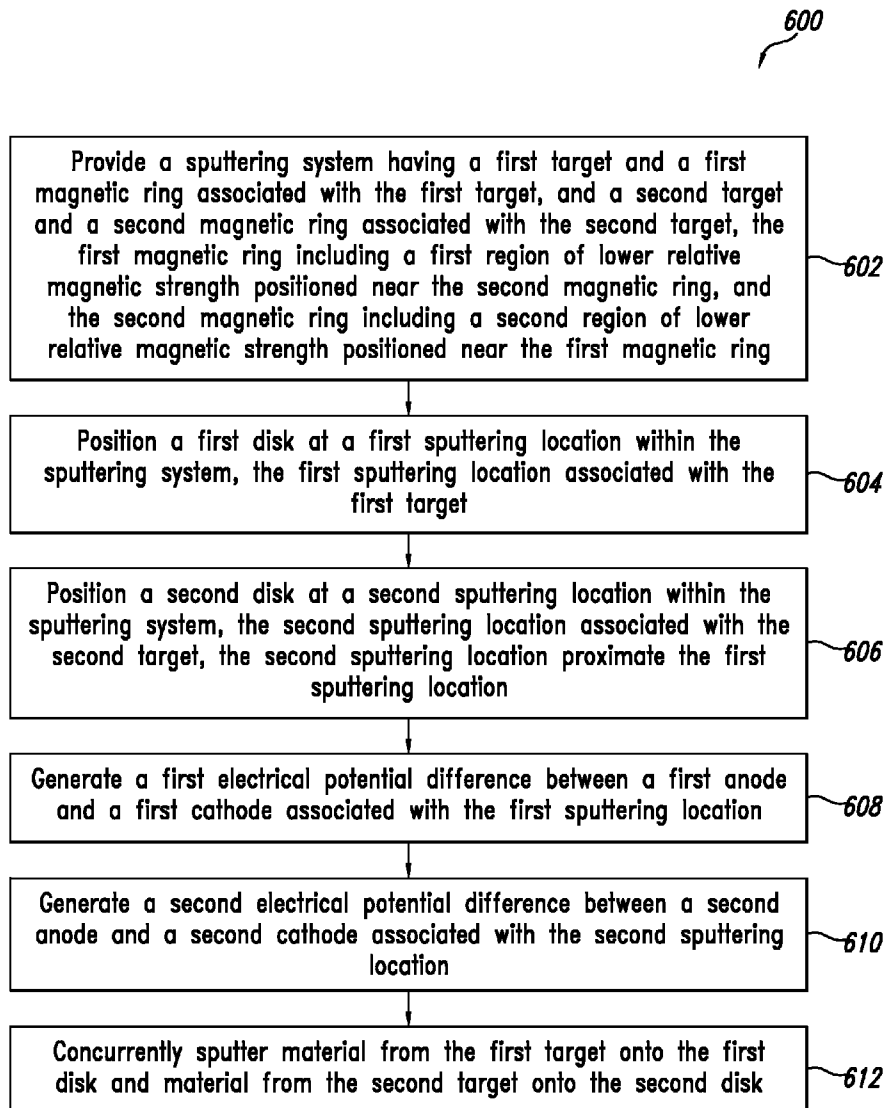 600
Provide a sputtering system having a first target and a first
magnetic ring associated with the first target, and a second target
and a second magnetic ring associated with the second target, the
first magnetic ring including a first region of lower relative
magnetic strength positioned near the second magnetic ring, and
the second magnetic ring including a second region of lower
relative magnetic strength positioned near the first magnetic ring
602
Position a first disk at a first sputtering location within the
sputtering system, the first sputtering location associated with the
first target
604
Position a second disk at a second sputtering location within the
sputtering system, the second sputtering location associated with the
second target, the second sputtering location proximate the first
sputtering location
606
Generate a first electrical potential difference between a first anode
and a first cathode associated with the first sputtering location
608
Generate a second electrical potential difference between a second
anode and a second cathode associated with the second sputtering
location
610
Concurrently sputter material from the first target onto the first
disk and material from the second target onto the second disk
612